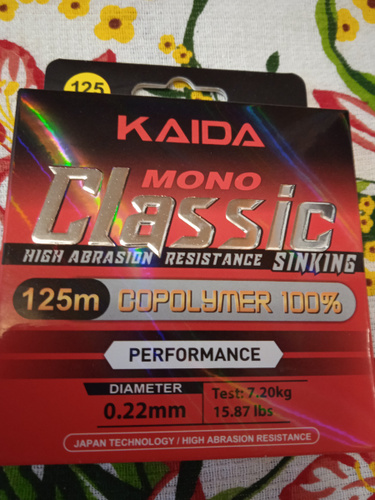 125
KAIDA
MONO
Classic
HIGH ABRASION RESISTANCE SINKING
125m COPOLYMER 100%
PERFORMANCE
DIAMETER
0.22mm
Test: 7.20kg
15.87 lbs
JAPAN TECHNOLOGY / HIGH ABRASION RESISTANCE